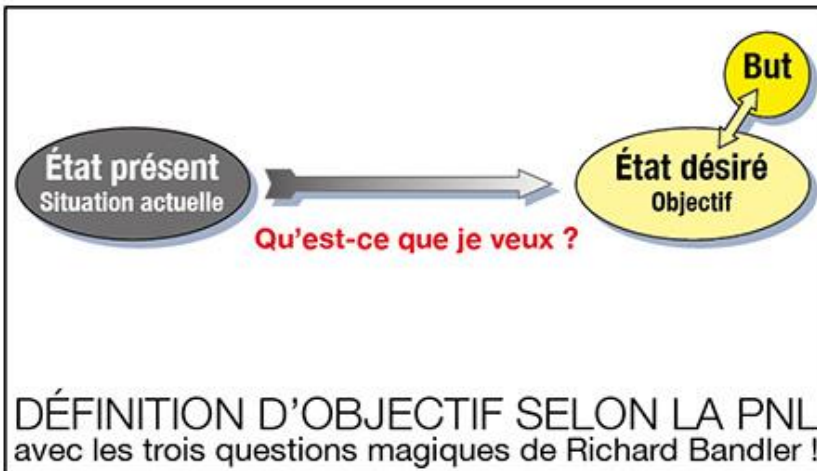 But
État présent
Situation actuelle
État désiré
Objectif
Qu'est-ce que je veux ?
DÉFINITION D'OBJECTIF SELON LA PNL
avec les trois questions magiques de Richard Bandler !